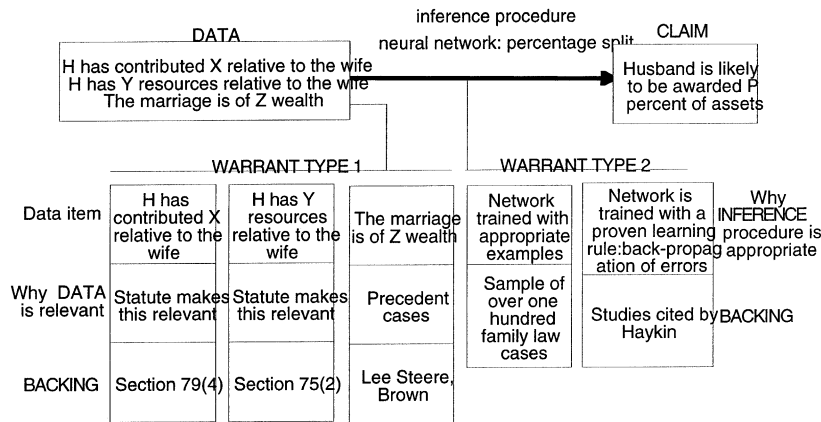 inference procedure
DATA
neural network: percentage split
CLAIM
H has contributed X relative to the wife
H has Y resources relative to the wife
The marriage is of Z wealth
Husband is likely
to be awarded P
percent of assets
WARRANT TYPE 1
WARRANT TYPE 2
Data item
H has
contributed X
relative to the
wife
H has Y
resources
relative to the
wife
The marriage
is of Z wealth
Network
trained with
appropriate
examples
Network is
trained with a
proven learning
rule:back-propag
ation of errors
Why
INFERENCE
procedure is
appropriate
Why DATA
is relevant
Statute makes
this relevant
Statute makes
this relevant
Precedent
cases
Sample of
over one
hundred
family law
cases
Studies cited by
Haykin
BACKING
BACKING
Section 79(4)
Section 75(2)
Lee Steere,
Brown